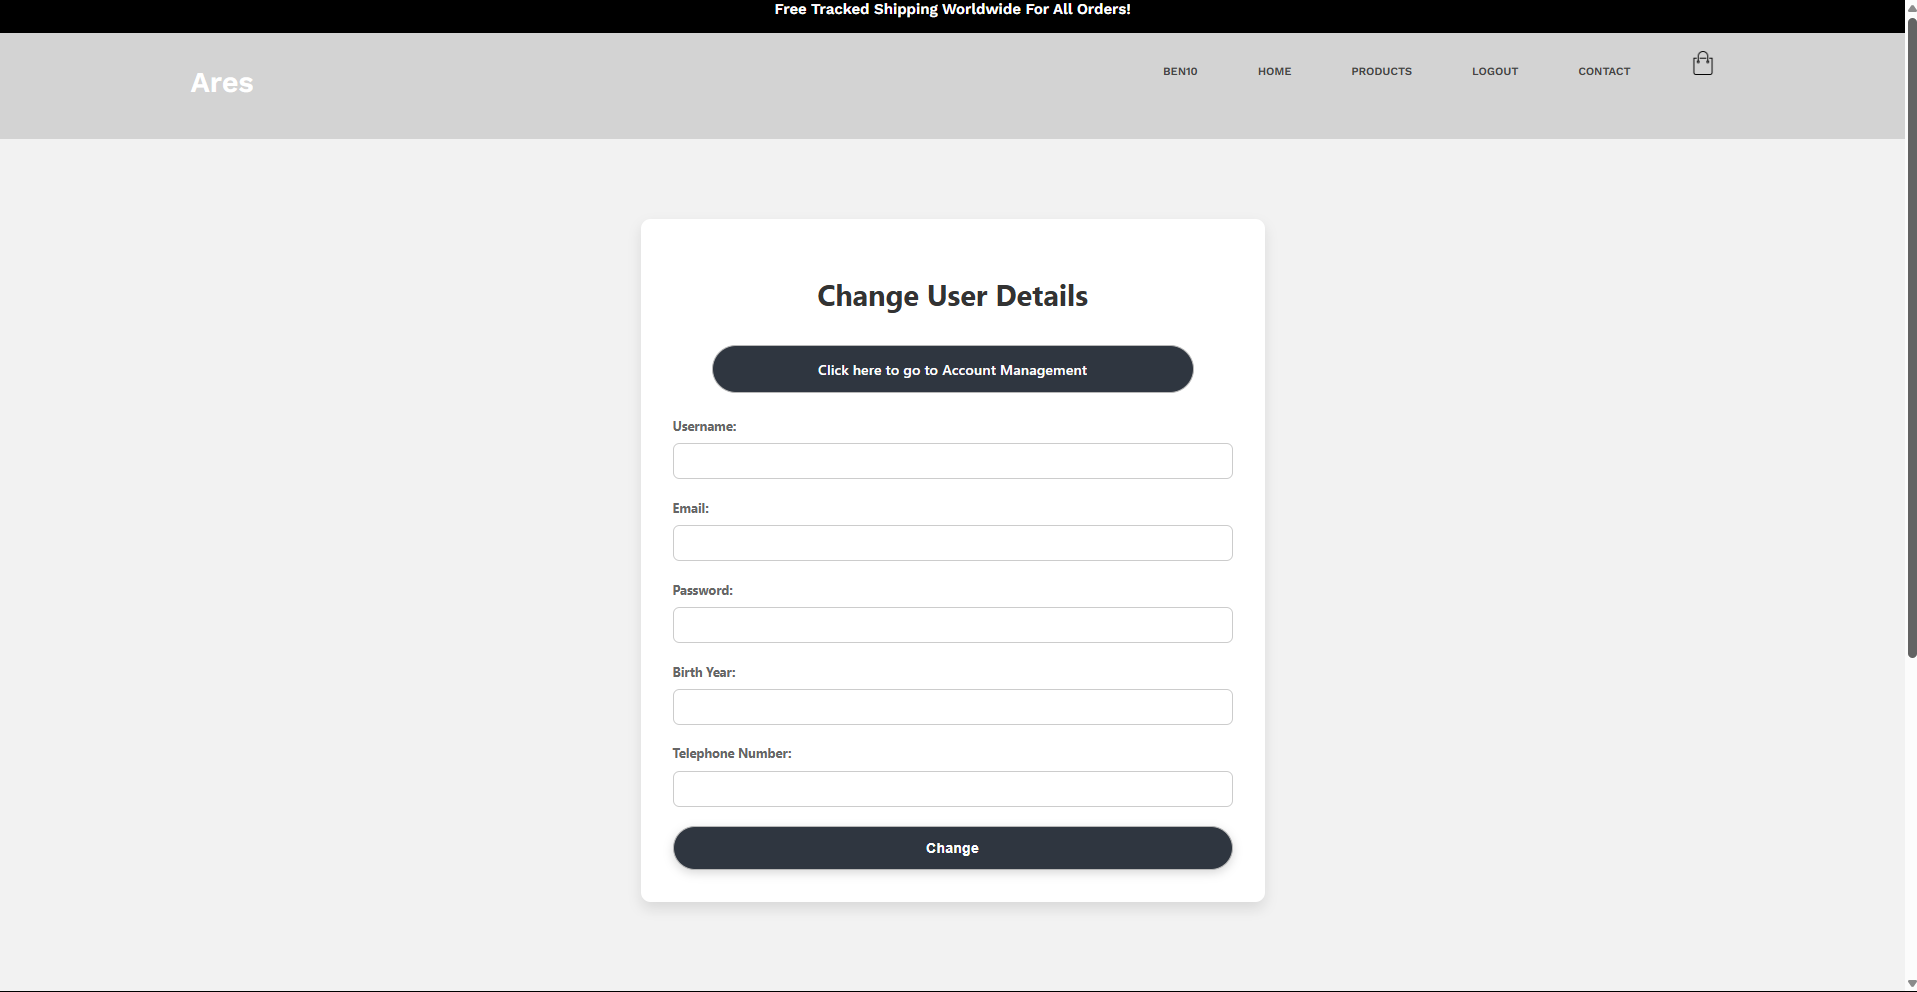 Free Tracked Shipping Worldwide For All Orders!
Ares
BEN10
HOME
PRODUCTS
LOGOUT
CONTACT
Change User Details
Click here to go to Account Management
Username:
Email:
Password:
Birth Year:
Telephone Number:
Change